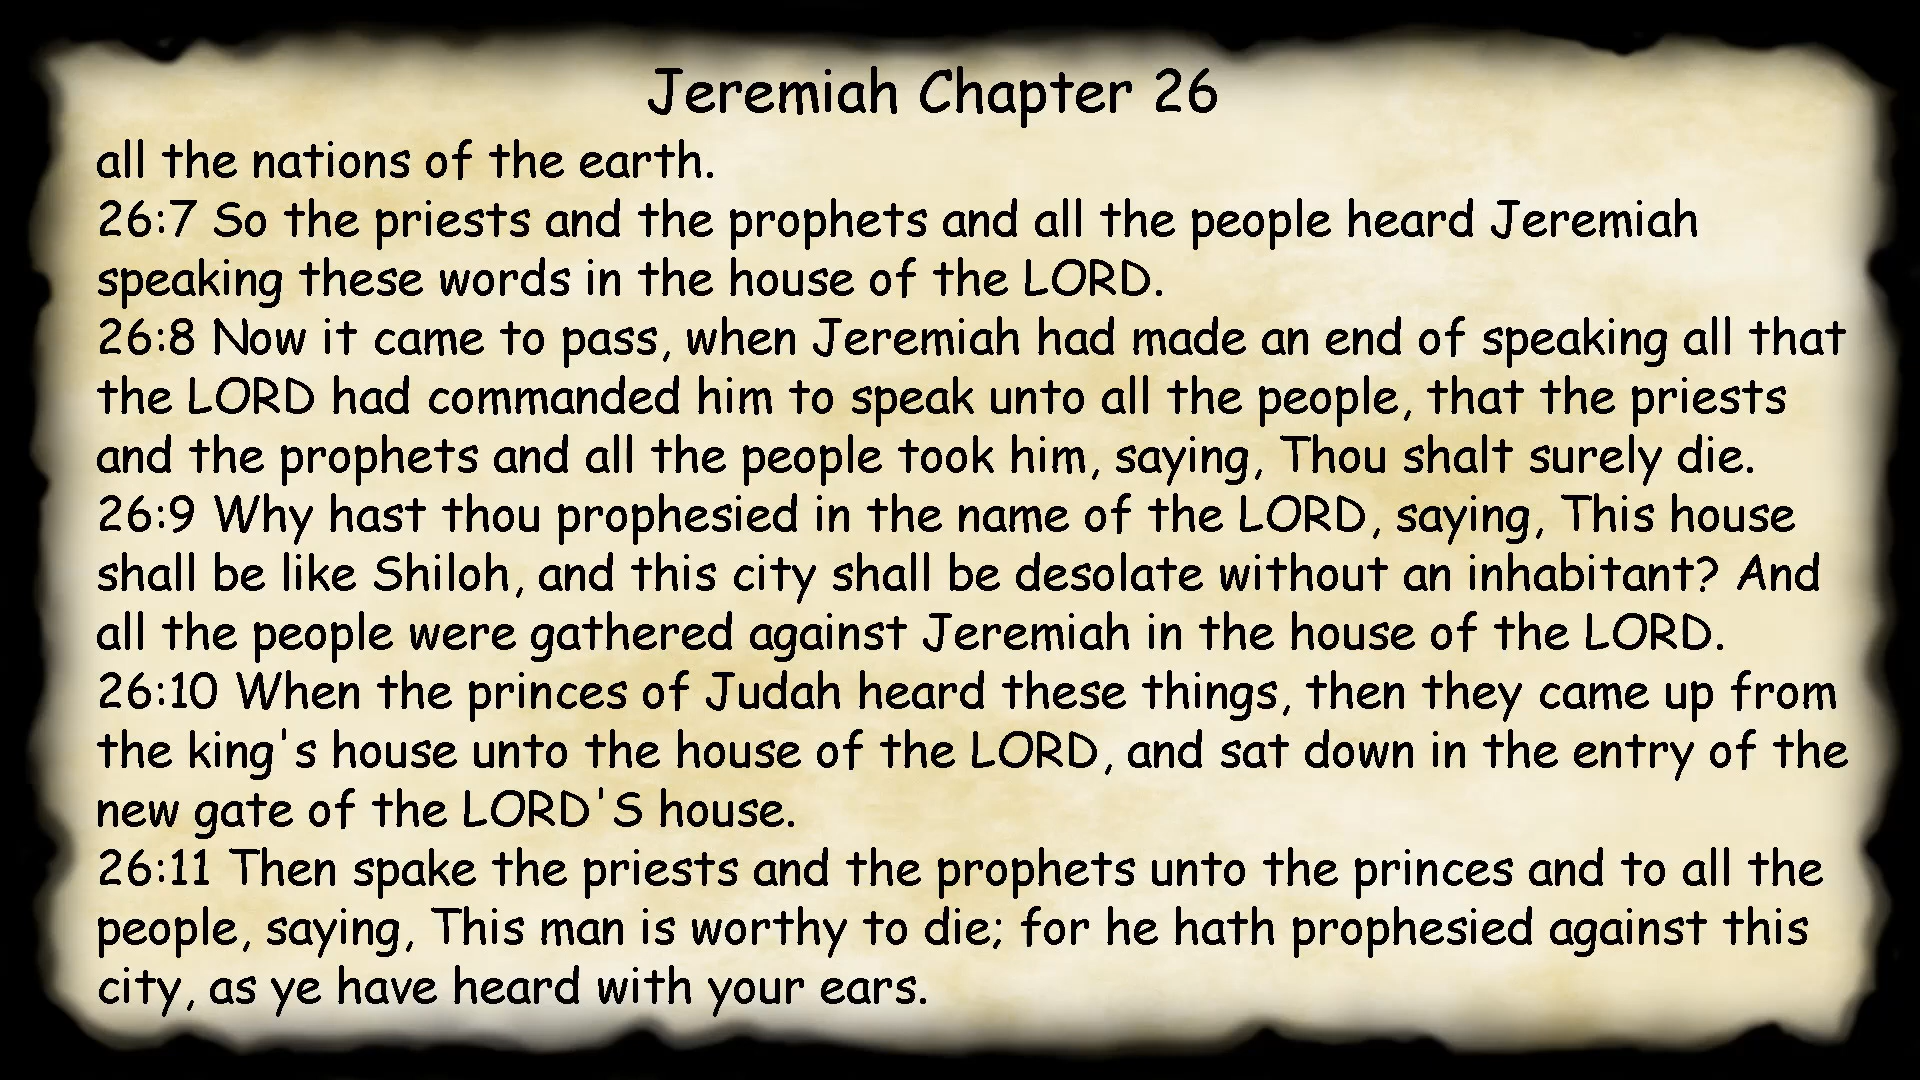 Jeremiah Chapter 26
all the nations of the earth.
26:7 So the priests and the prophets and all the people heard Jeremiah
speaking these words in the house of the LORD.
26:8 Now it came to pass, when Jeremiah had made an end of speaking all that
the LORD had commanded him to speak unto all the people, that the priests
and the prophets and all the people took him, saying, Thou shalt surely die.
26:9 Why hast thou prophesied in the name of the LORD, saying, This house
shall be like Shiloh, and this city shall be desolate without an inhabitant? And
all the people were gathered against Jeremiah in the house of the LORD.
26:10 When the princes of Judah heard these things, then they came up from
the king's house unto the house of the LORD, and sat down in the entry of the
new gate of the LORD'S house.
26:11 Then spake the priests and the prophets unto the princes and to all the
people, saying, This man is worthy to die; for he hath prophesied against this
city, as ye have heard with your ears.